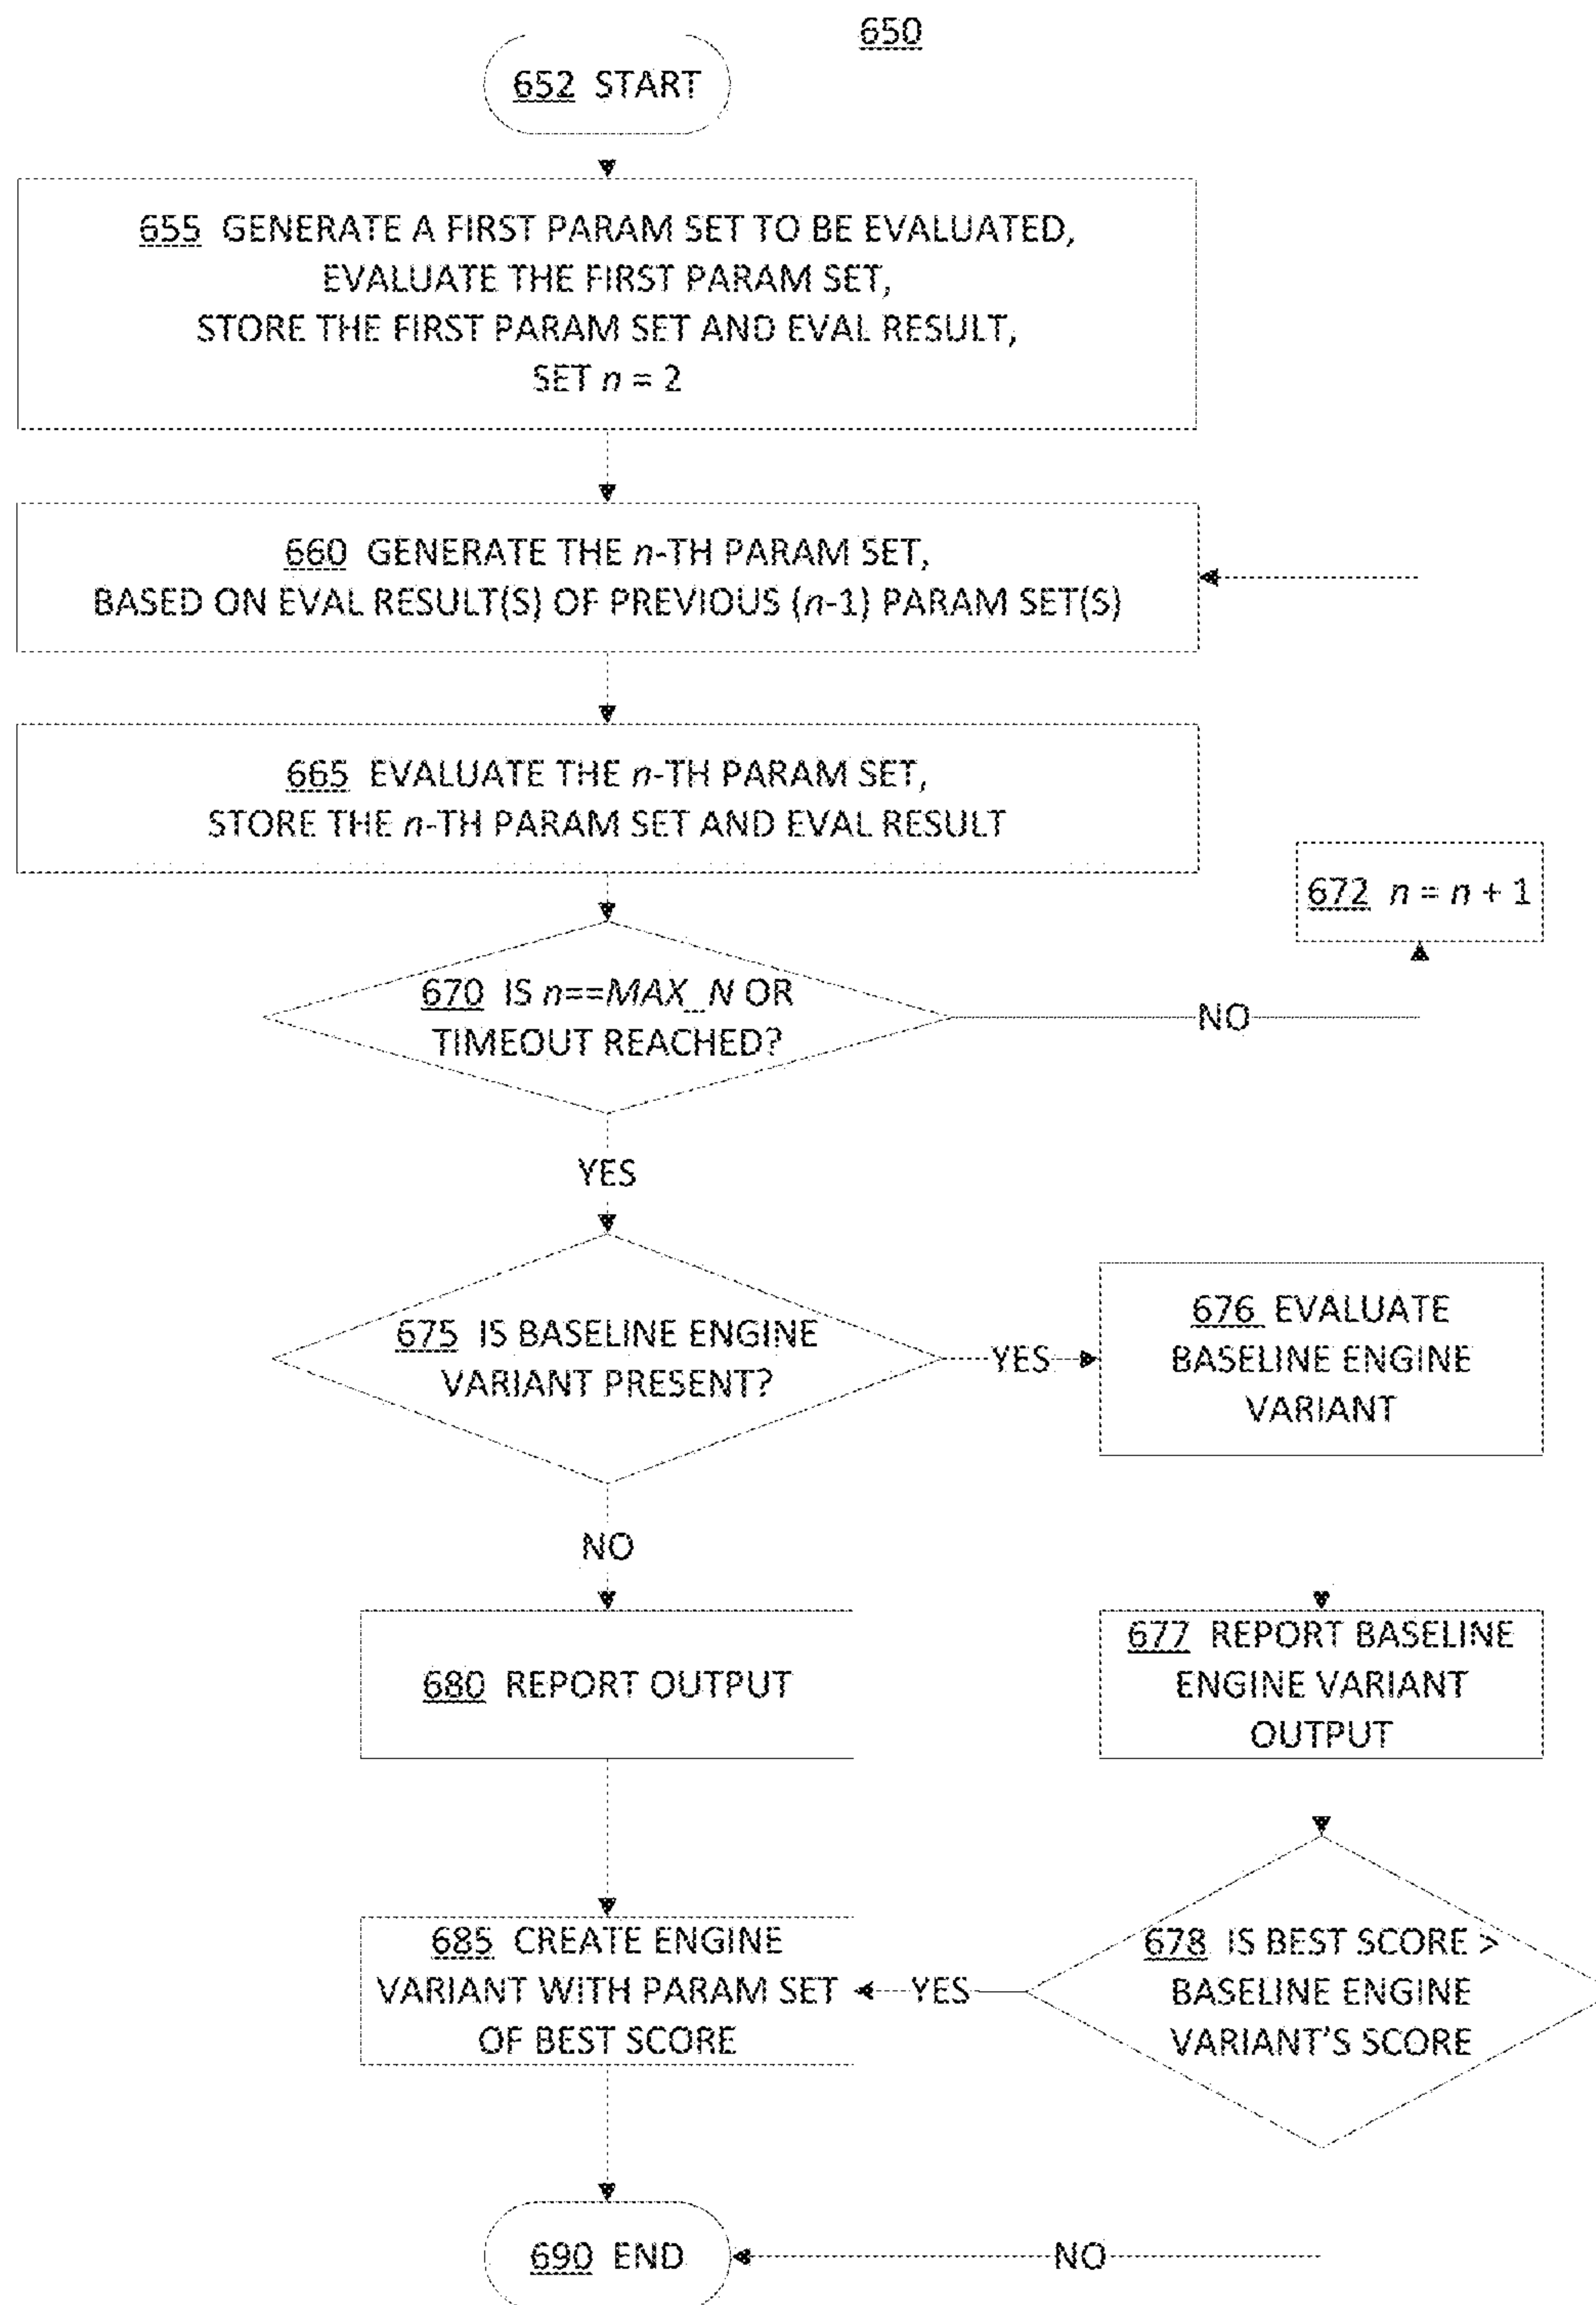 650
652 START
655 GENERATE A FIRST PARAM SET TO BE EVALUATED,
EVALUATE THE FIRST PARAM SET,
STORE THE FIRST PARAM SET AND EVAL RESULT,
SET n = 2
660 GENERATE THE n-TH PARAM SET,
BASED ON EVAL RESULT(S) OF PREVIOUS (n-1) PARAM SET(S)
665 EVALUATE THE n-TH PARAM SET,
STORE THE n-TH PARAM SET AND EVAL RESULT
672 n = n + 1
670 IS n==MAX_N OR
TIMEOUT REACHED?
NO
YES
675 IS BASELINE ENGINE
VARIANT PRESENT?
YES
676 EVALUATE
BASELINE ENGINE
VARIANT
NO
680 REPORT OUTPUT
677 REPORT BASELINE
ENGINE VARIANT
OUTPUT
685 CREATE ENGINE
VARIANT WITH PARAM SET
OF BEST SCORE
YES
678 IS BEST SCORE >
BASELINE ENGINE
VARIANT'S SCORE
690 END
NO